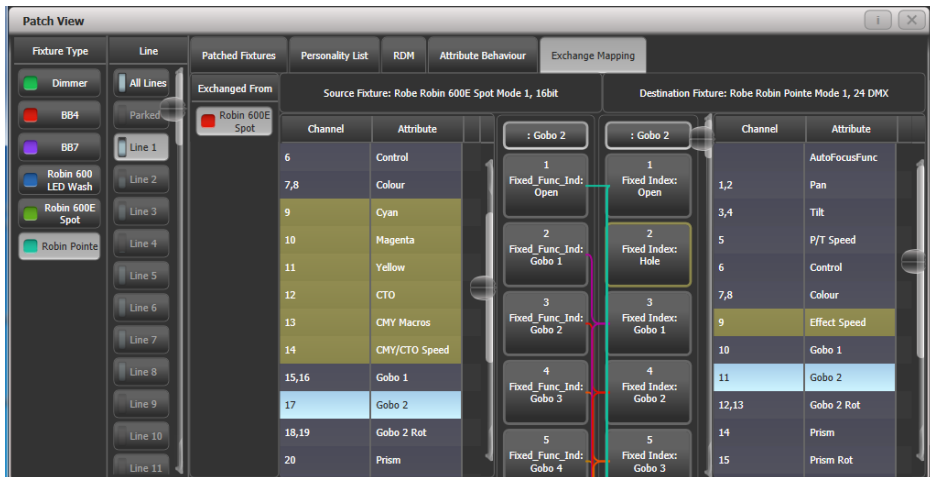 Patch View
i
Fixture Type
Line
Patched Fixtures
Personality List
RDM
Attribute Behaviour
Exchange Mapping
Dimmer
BB4
BB7
Robin 600
LED Wash
Robin 600E
Spot
Robin Pointe
All Lines
Parked
Line 1
Line 2
Line 3
Line 4
Line 5
Line 6
Line 7
Line 8
Line 9
Line 10
Line 11
Exchanged From
Robin 600E
Spot
Source Fixture: Robe Robin 600E Spot Mode 1, 16bit
Destination Fixture: Robe Robin Pointe Mode 1, 24 DMX
Channel Attribute
6 Control
7,8 Colour
9 Cyan
10 Magenta
11 Yellow
12 CTO
13 CMY Macros
14 CMY/CTO Speed
15,16 Gobo 1
17 Gobo 2
18,19 Gobo 2 Rot
20 Prism
: Gobo 2
1
Fixed_Func_Ind:
Open
2
Fixed_Func_Ind:
Gobo 1
3
Fixed_Func_Ind:
Gobo 2
4
Fixed_Func_Ind:
Gobo 3
5
Fixed_Func_Ind:
Gobo 4
: Gobo 2
1
Fixed Index:
Open
2
Fixed Index:
Hole
3
Fixed Index:
Gobo 1
4
Fixed Index:
Gobo 2
5
Fixed Index:
Gobo 3
Channel Attribute
AutoFocusFunc
1,2 Pan
3,4 Tilt
5 P/T Speed
6 Control
7,8 Colour
9 Effect Speed
10 Gobo 1
11 Gobo 2
12,13 Gobo 2 Rot
14 Prism
15 Prism Rot